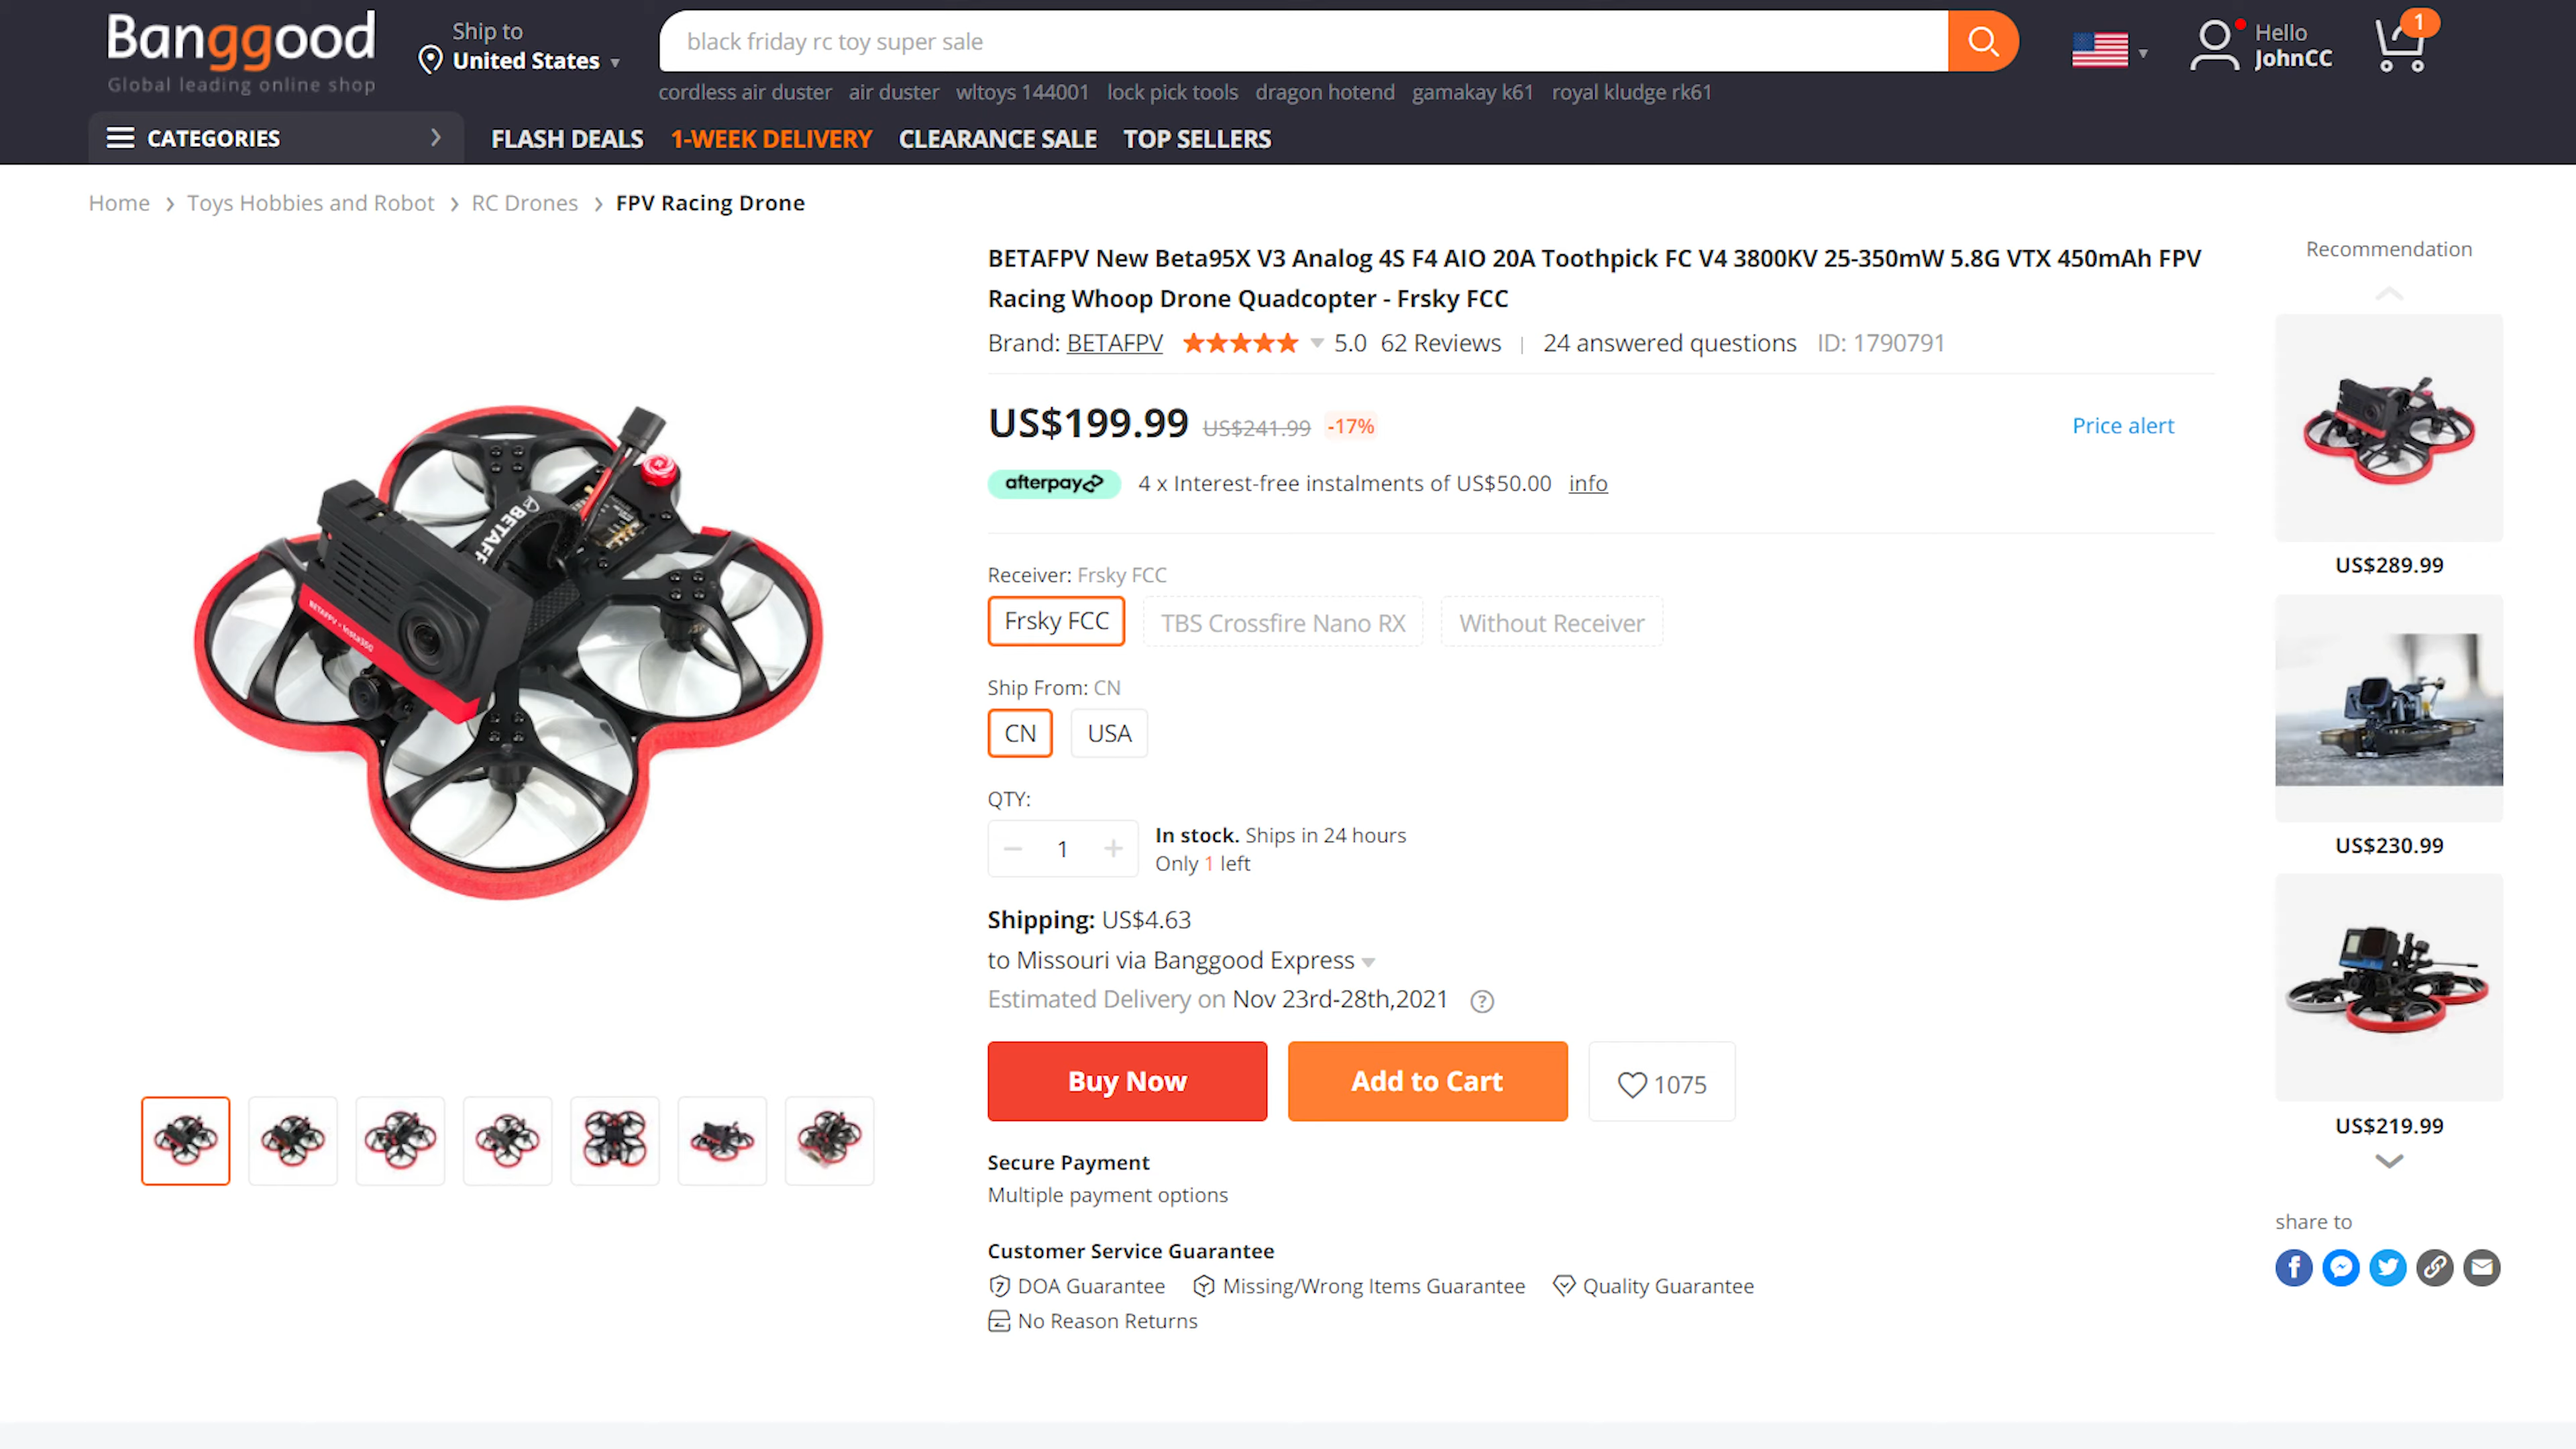 Banggood
Global leading online shop
Ship to
United States
black friday rc toy super sale
cordless air duster air duster wltoys 144001 lock pick tools dragon hotend gamakay k61 royal kludge rk61
Hello
JohnCC
1
CATEGORIES
FLASH DEALS 1-WEEK DELIVERY CLEARANCE SALE TOP SELLERS
Home > Toys Hobbies and Robot > RC Drones > FPV Racing Drone
BETAFPV New Beta95X V3 Analog 4S F4 AIO 20A Toothpick FC V4 3800KV 25-350mW 5.8G VTX 450mAh FPV
Racing Whoop Drone Quadcopter - Frsky FCC
Brand: BETAFPV 5.0 62 Reviews | 24 answered questions ID: 1790791
US$199.99 US$241.99 -17%
Price alert
afterpay 4 x Interest-free instalments of US$50.00 info
Receiver: Frsky FCC
Frsky FCC TBS Crossfire Nano RX Without Receiver
Ship From: CN
CN USA
QTY:
− 1 +
In stock. Ships in 24 hours
Only 1 left
Shipping: US$4.63
to Missouri via Banggood Express
Estimated Delivery on Nov 23rd-28th,2021 ?
Buy Now Add to Cart 1075
Secure Payment
Multiple payment options
Customer Service Guarantee
DOA Guarantee Missing/Wrong Items Guarantee Quality Guarantee
No Reason Returns
Recommendation
US$289.99
US$230.99
US$219.99
share to
BETAFPV
BETAFPV × Insta360